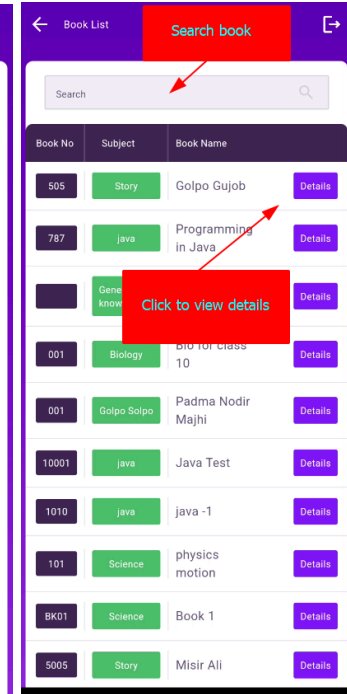 Book List
Search book
Search
Book No Subject Book Name
505 Story Golpo Gujob Details
787 java Programming in Java Details
Details
Click to view details
001 Biology Bio for class 10 Details
001 Golpo Solpo Padma Nodir Majhi Details
10001 java Java Test Details
1010 java java -1 Details
101 Science physics motion Details
BK01 Science Book 1 Details
5005 Story Misir Ali Details